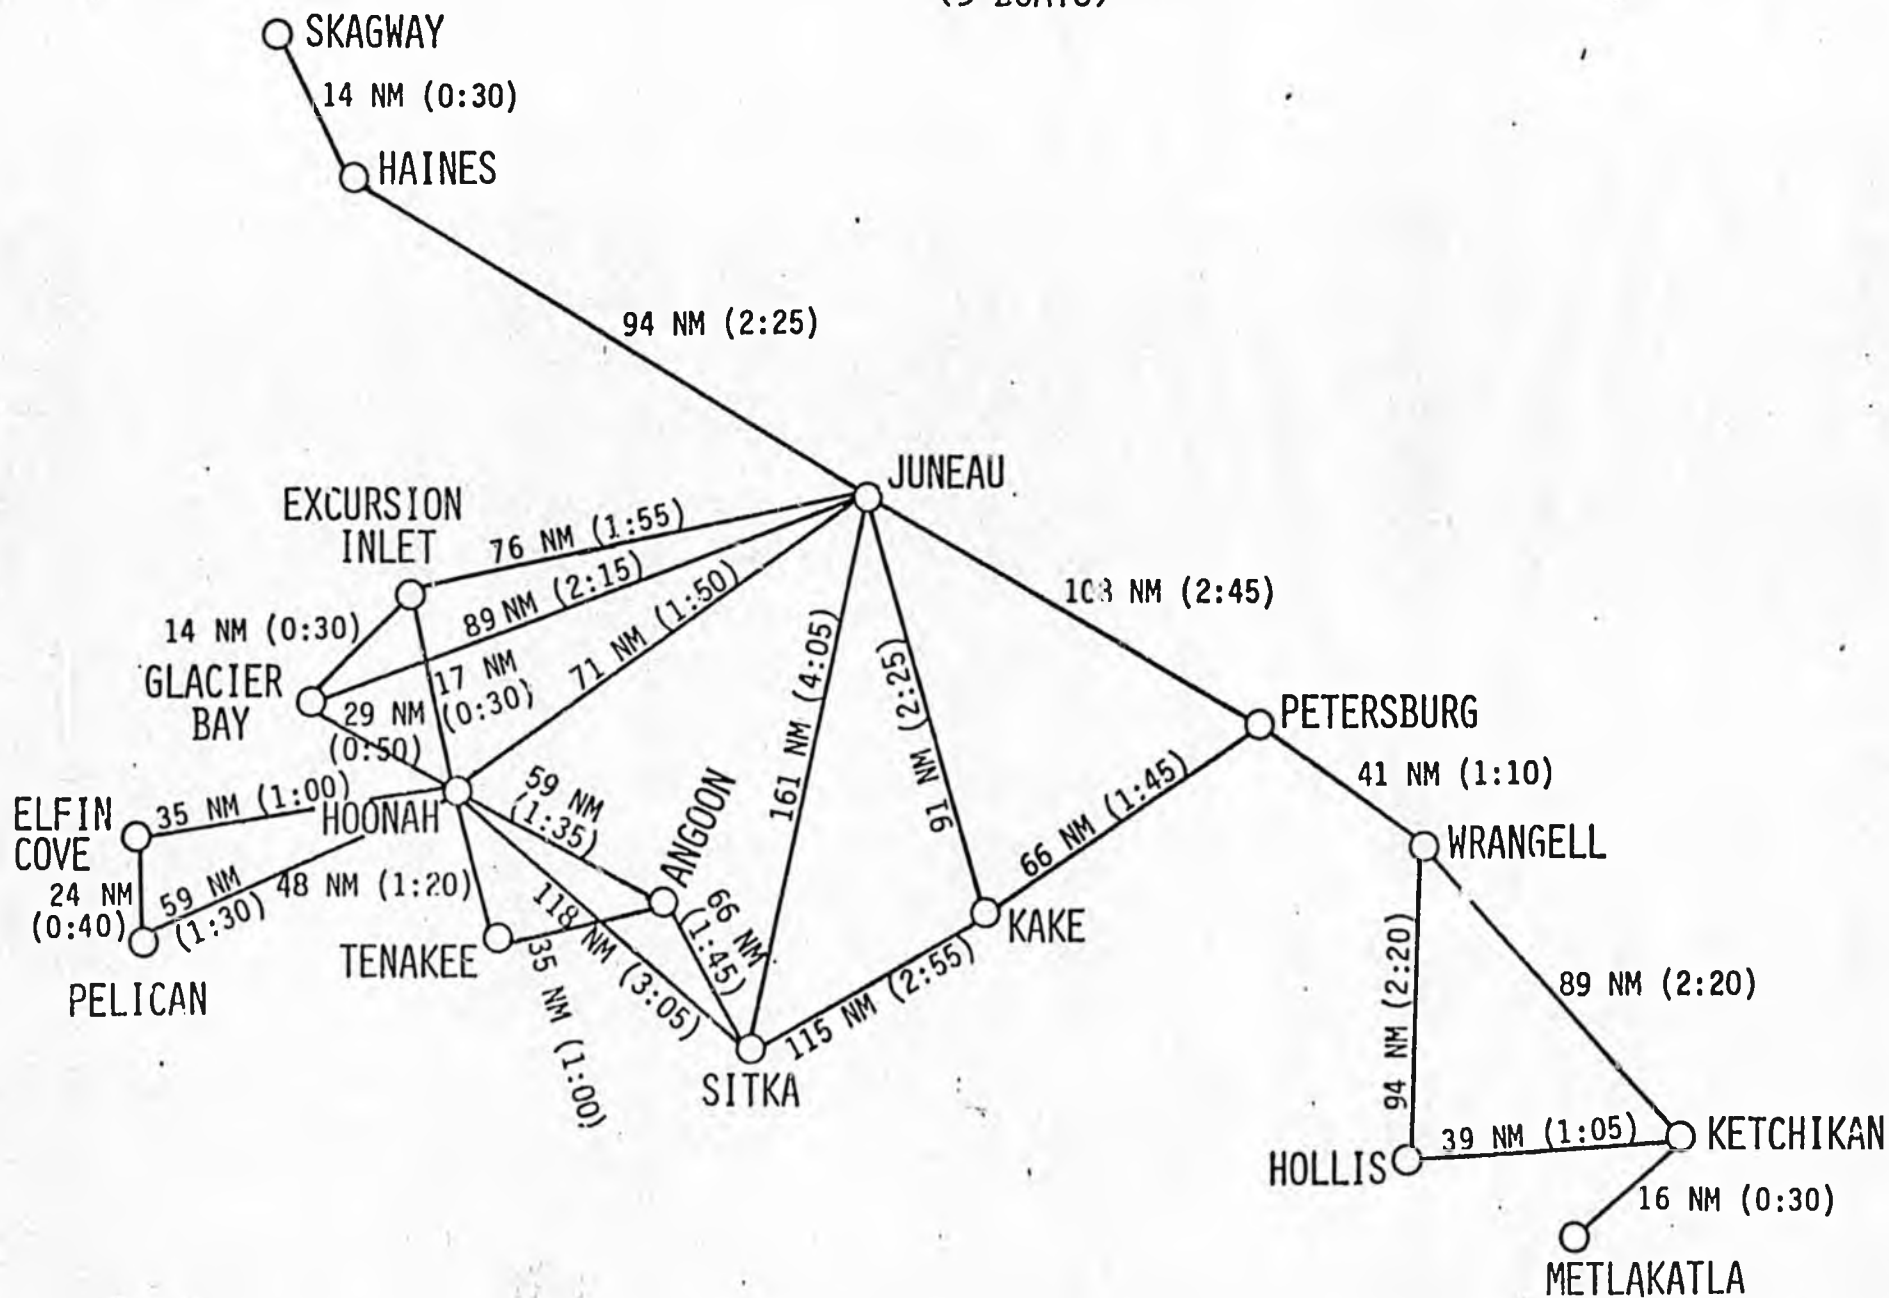 SKAGWAY
14 NM (0:30)
HAINES
94 NM (2:25)
JUNEAU
EXCURSION
INLET
76 NM (1:55)
89 NM (2:15)
71 NM (1:50)
14 NM (0:30)
17 NM
(0:30)
GLACIER
BAY
29 NM
(0:50)
161 NM (4:05)
91 NM (2:25)
NM (2:45)
PETERSBURG
41 NM (1:10)
WRANGELL
66 NM (1:45)
KAKE
35 NM (1:00)
HOONAH
ELFIN
COVE
24 NM
(0:40)
59 NM
(1:30)
PELICAN
48 NM (1:20)
TENAKEE
59 NM
(1:35)
ANGOON
118 NM (3:05)
66 NM
(1:45)
35 NM (1:00)
SITKA
115 NM (2:55)
94 NM (2:20)
89 NM (2:20)
HOLLIS
39 NM (1:05)
KETCHIKAN
16 NM (0:30)
METLAKATLA